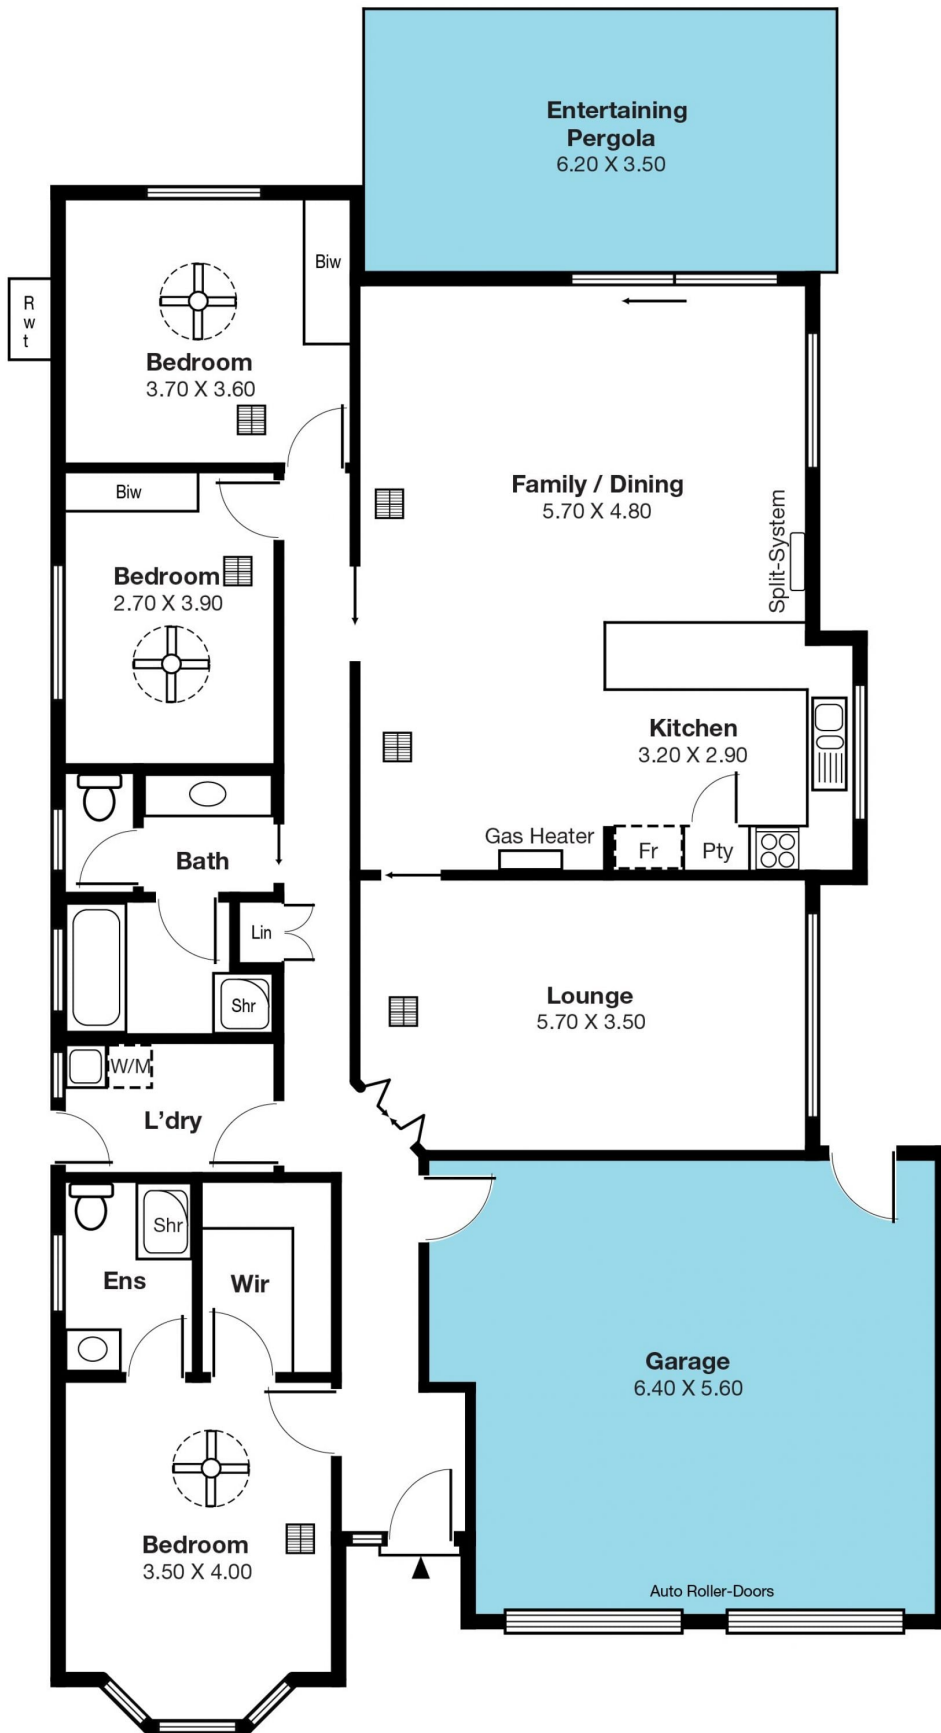 Entertaining
Pergola
6.20 X 3.50
Biw
R
w
t
Bedroom
3.70 X 3.60
Biw
Bedroom
2.70 X 3.90
Family / Dining
5.70 X 4.80
Split-System
Kitchen
3.20 X 2.90
Gas Heater
Fr
Pty
Bath
Lin
Shr
Lounge
5.70 X 3.50
W/M
L'dry
Shr
Ens
Wir
Garage
6.40 X 5.60
Bedroom
3.50 X 4.00
Auto Roller-Doors